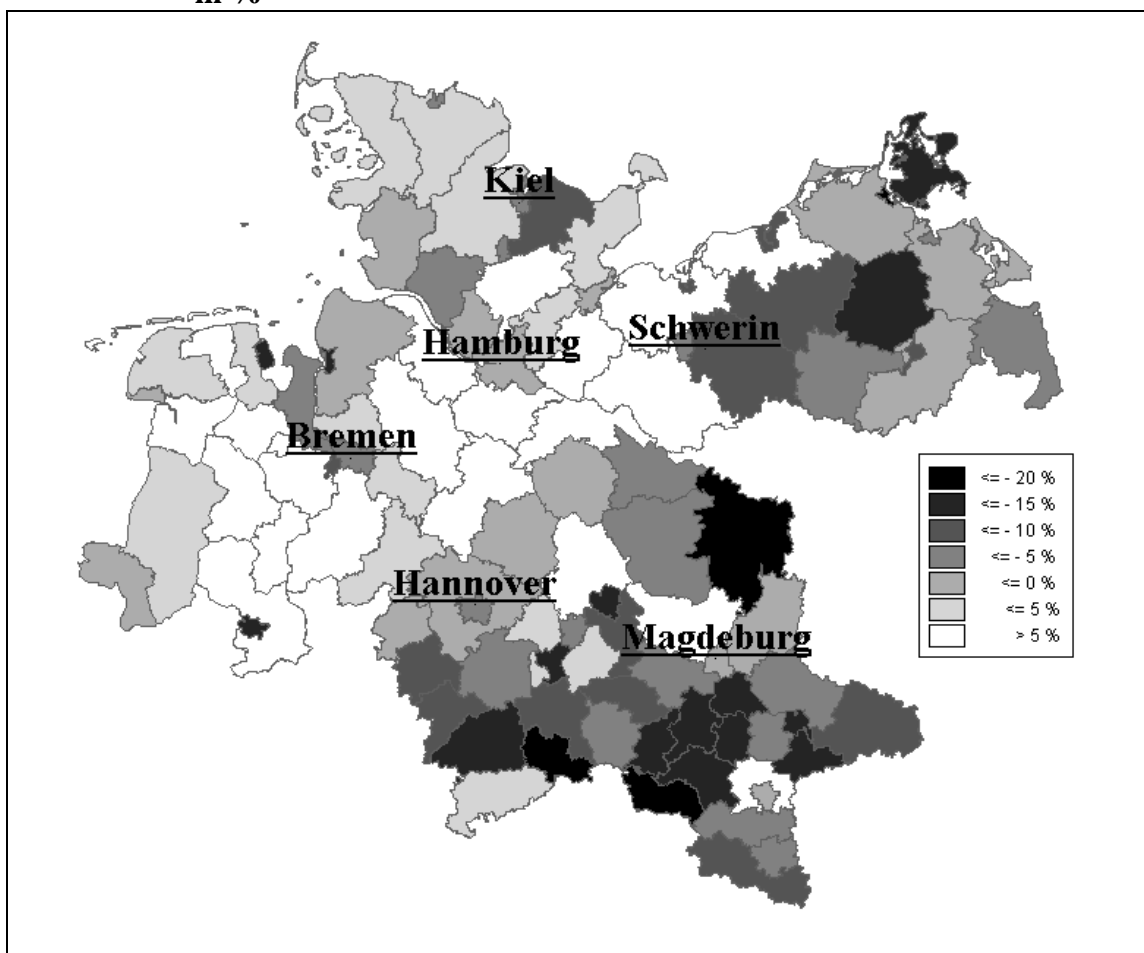 in %
Kiel
Schwerin
Hamburg
Bremen
Hannover
Magdeburg
<= - 20 %
<= - 15 %
<= - 10 %
<= - 5 %
<= 0 %
<= 5 %
> 5 %